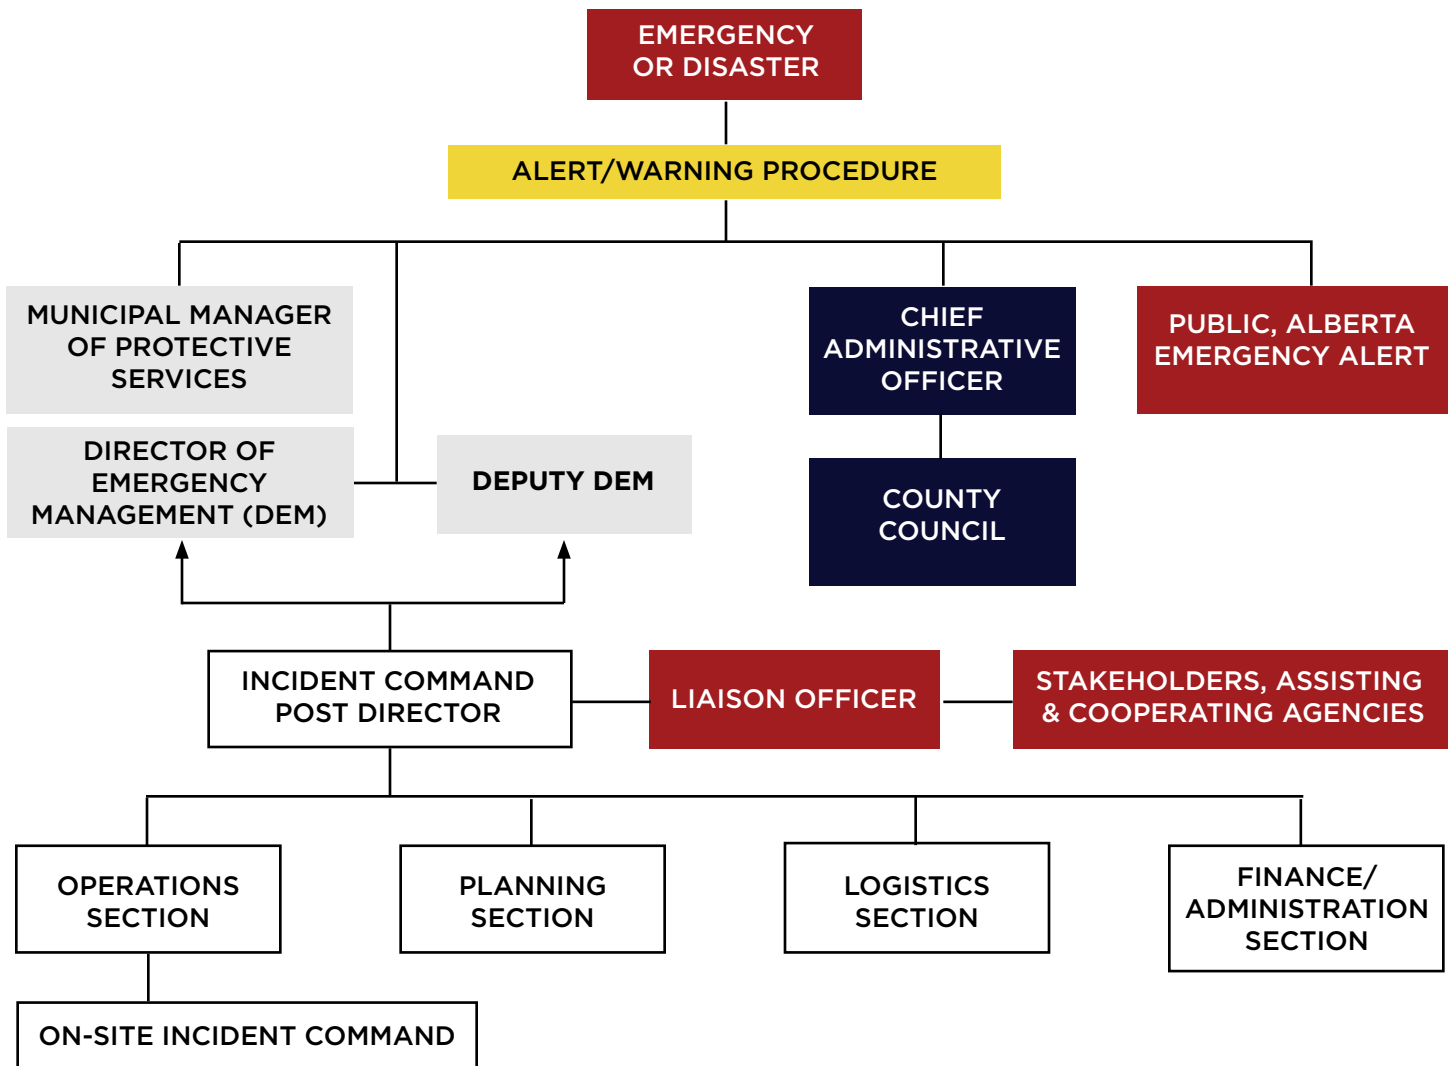 EMERGENCY
OR DISASTER
ALERT/WARNING PROCEDURE
MUNICIPAL MANAGER
OF PROTECTIVE
SERVICES
CHIEF
ADMINISTRATIVE
OFFICER
PUBLIC, ALBERTA
EMERGENCY ALERT
DIRECTOR OF
EMERGENCY
MANAGEMENT (DEM)
DEPUTY DEM
COUNTY
COUNCIL
INCIDENT COMMAND
POST DIRECTOR
LIAISON OFFICER
STAKEHOLDERS, ASSISTING
& COOPERATING AGENCIES
OPERATIONS
SECTION
PLANNING
SECTION
LOGISTICS
SECTION
FINANCE/
ADMINISTRATION
SECTION
ON-SITE INCIDENT COMMAND